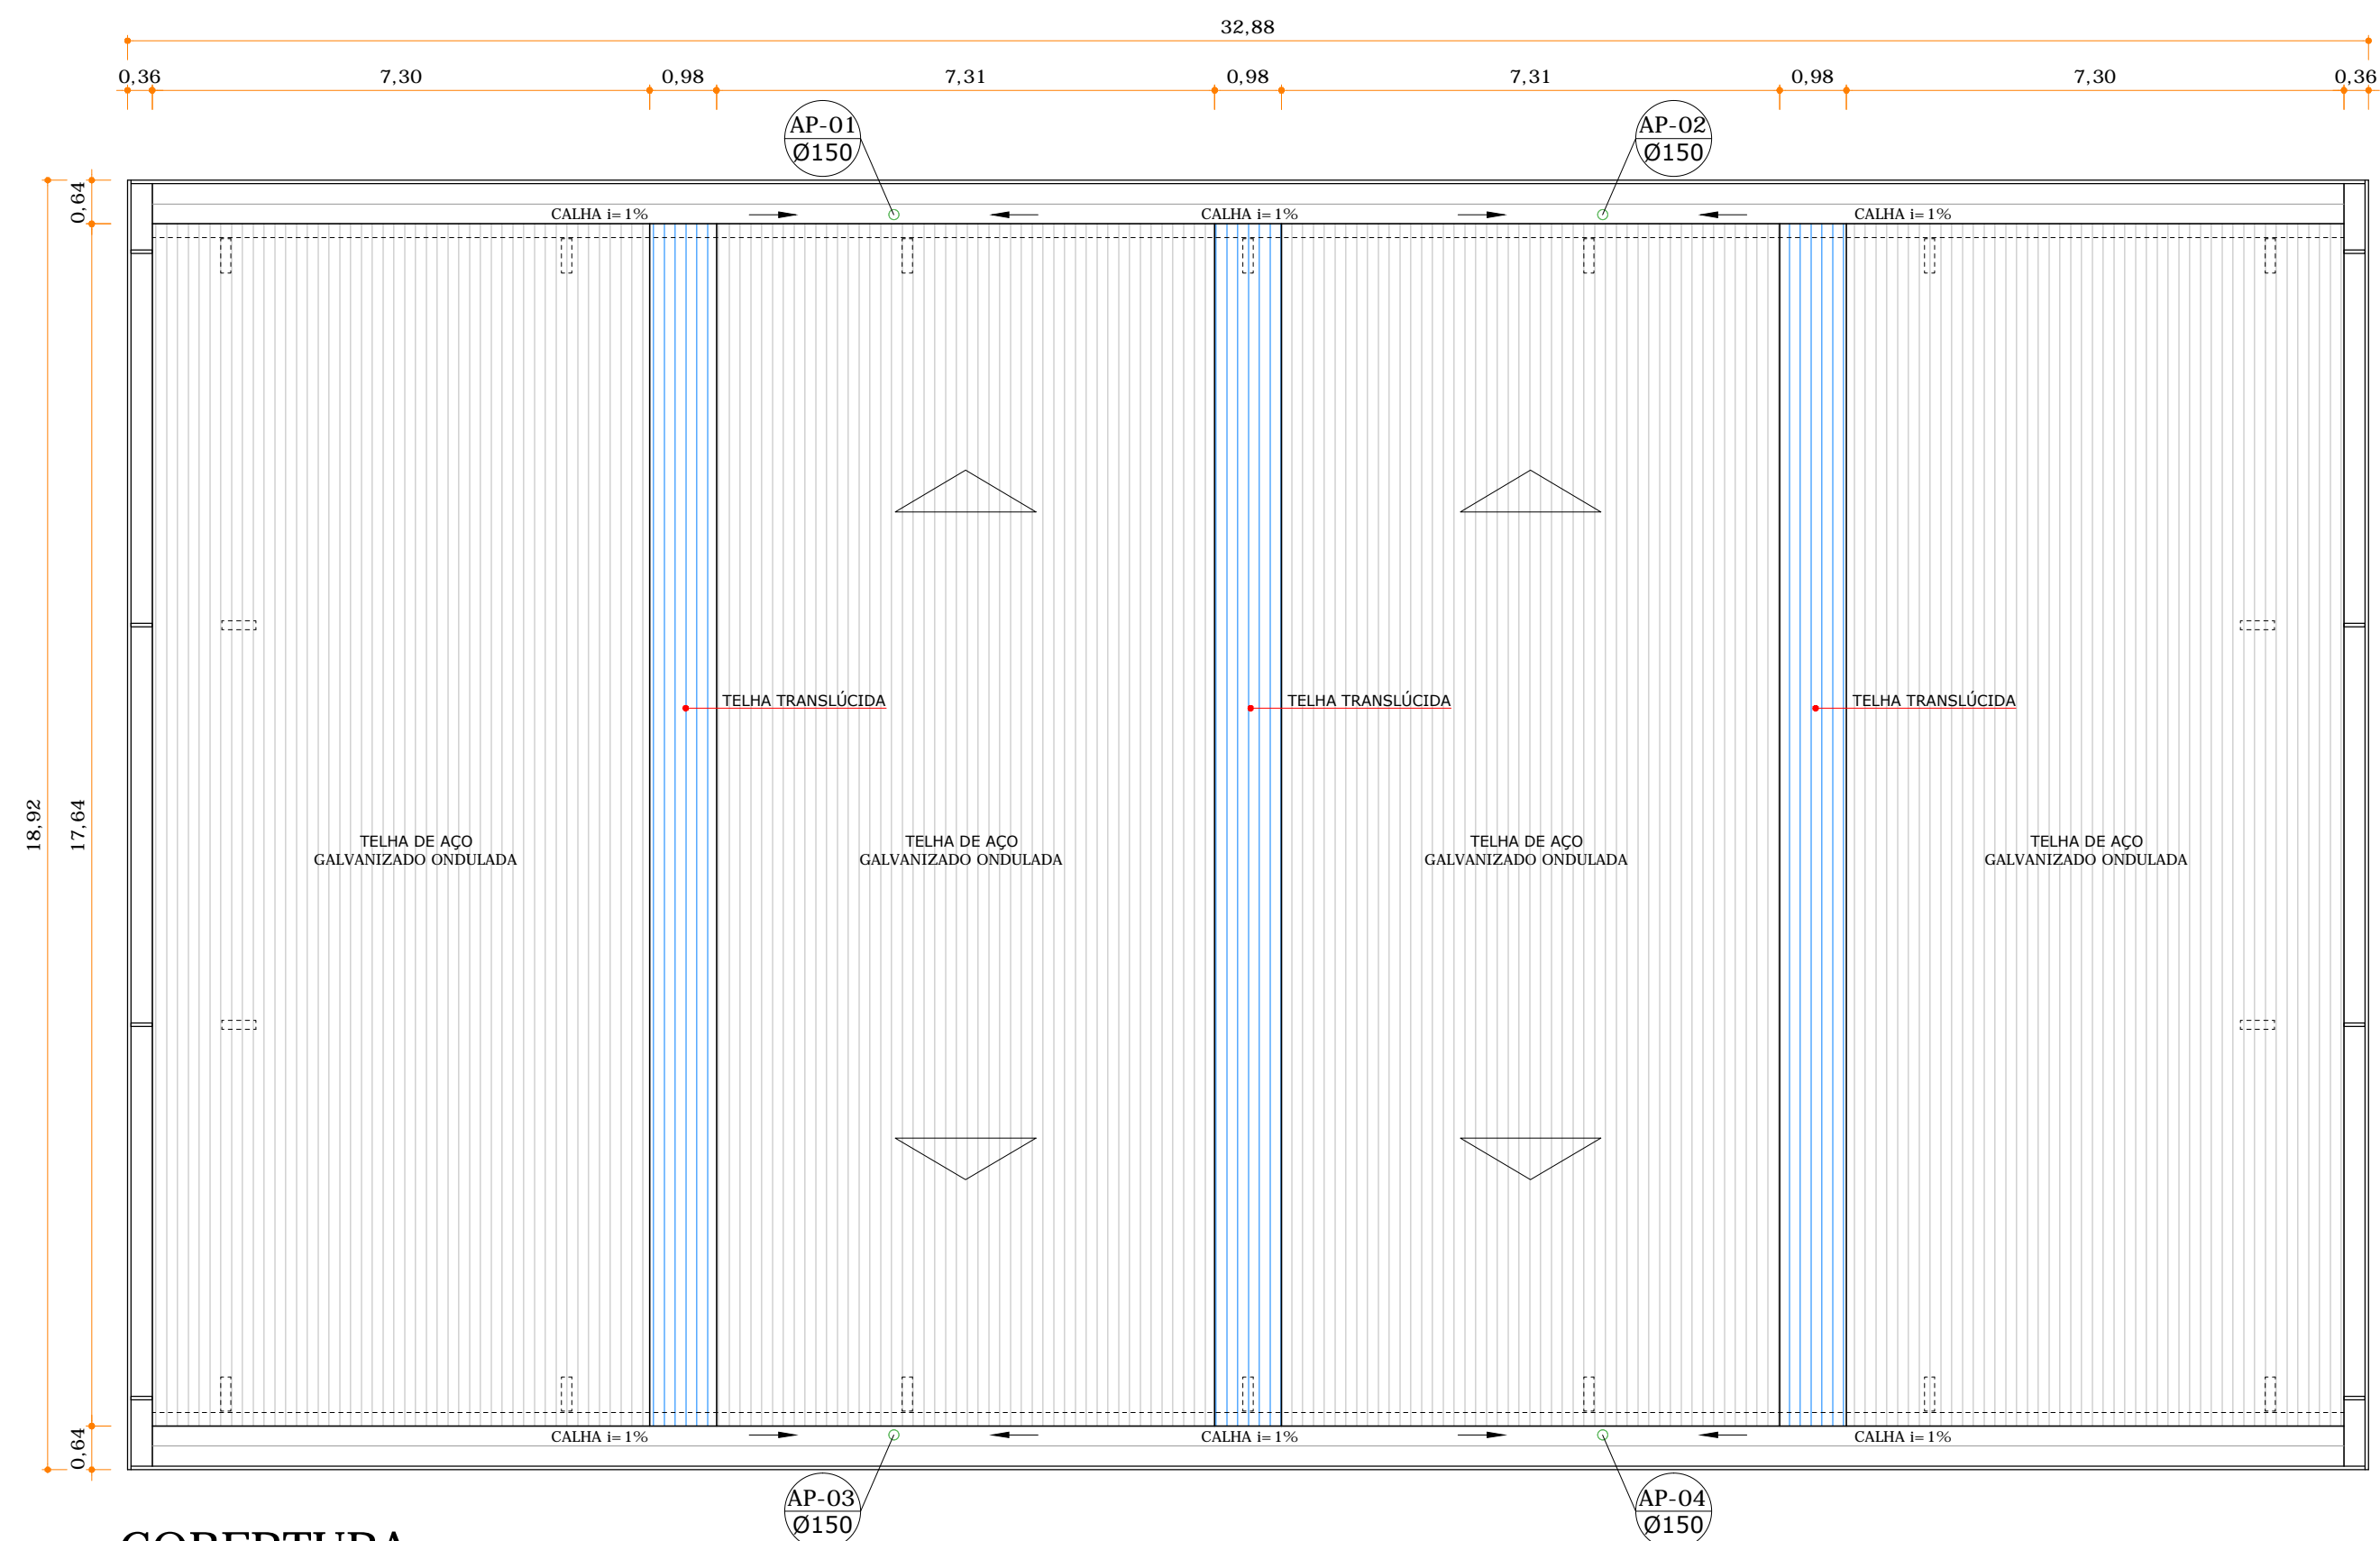 32,88
0,36 7,30 0,98 7,31 0,98 7,31 0,98 7,30 0,36
AP-01 AP-02
Ø150 Ø150
0,64
CALHA i=1% CALHA i=1% CALHA i=1%
TELHA TRANSLÚCIDA TELHA TRANSLÚCIDA TELHA TRANSLÚCIDA
18,92 17,64
TELHA DE AÇO TELHA DE AÇO TELHA DE AÇO TELHA DE AÇO
GALVANIZADO ONDULADA GALVANIZADO ONDULADA GALVANIZADO ONDULADA GALVANIZADO ONDULADA
0,64
CALHA i=1% CALHA i=1% CALHA i=1%
AP-03 AP-04
Ø150 Ø150
COBERTURA